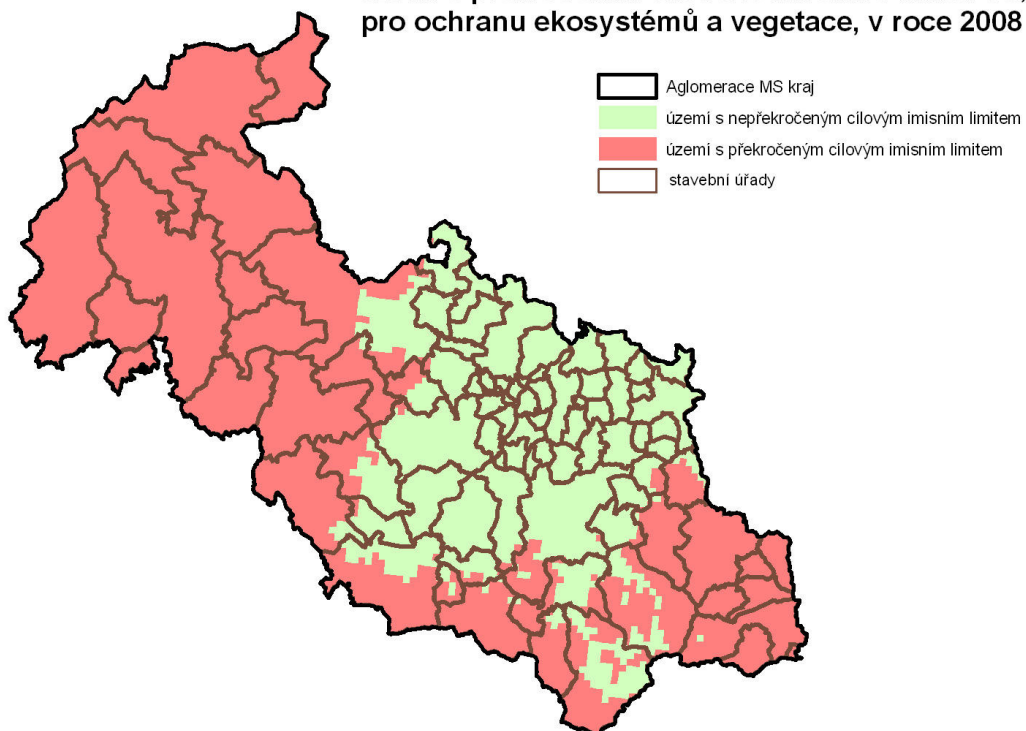 pro ochranu ekosystémů a vegetace, v roce 2008
Aglomerace MS kraj
území s nepřekročeným cílovým imisním limitem
území s překročeným cílovým imisním limitem
stavební úřady